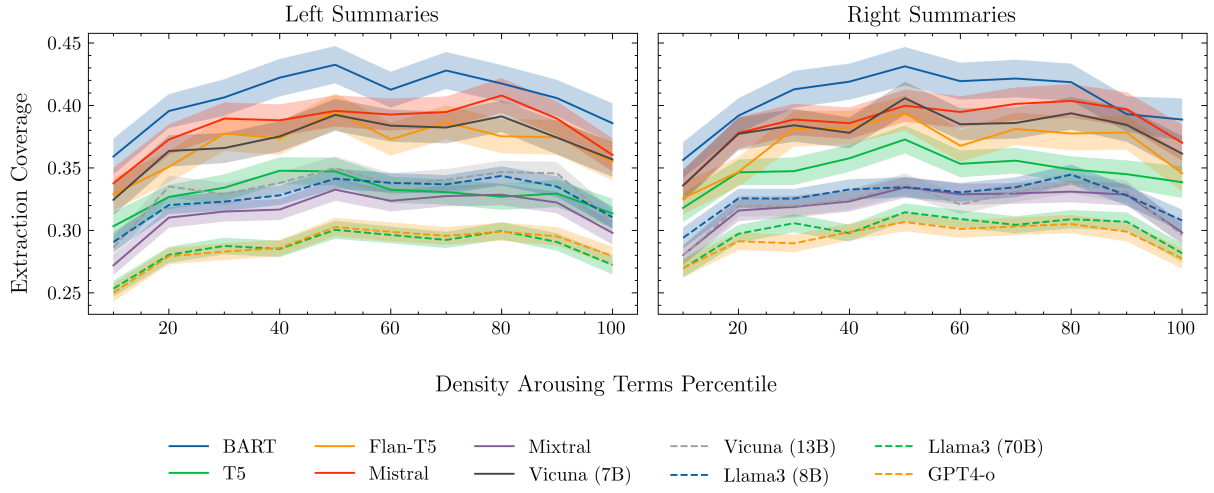 Left Summaries
Right Summaries
Extraction Coverage
0.45
0.40
0.35
0.30
0.25
20 40 60 80 100
20 40 60 80 100
Density Arousing Terms Percentile
BART Flan-T5 Mixtral Vicuna (13B) Llama3 (70B)
T5 Mistral Vicuna (7B) Llama3 (8B) GPT4-o